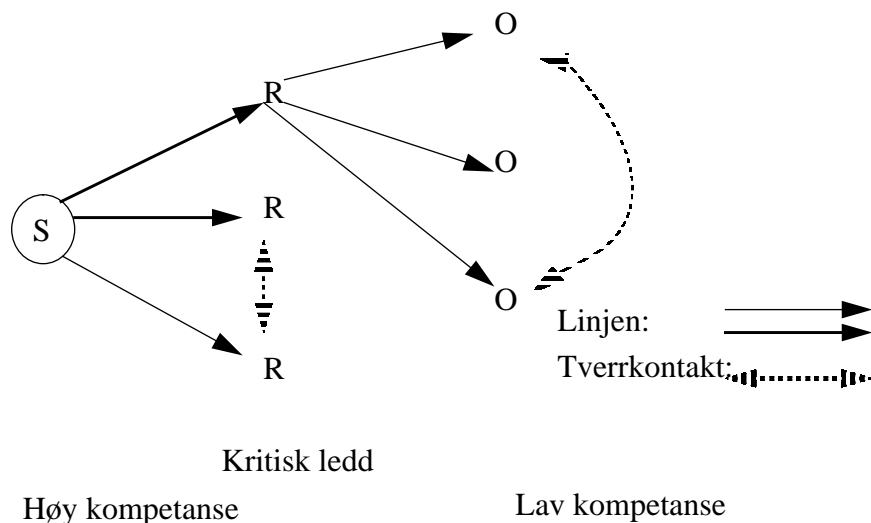 O
R
O
R
S
O
Linjen:
Tverrkontakt:
R
Kritisk ledd
Høy kompetanse
Lav kompetanse